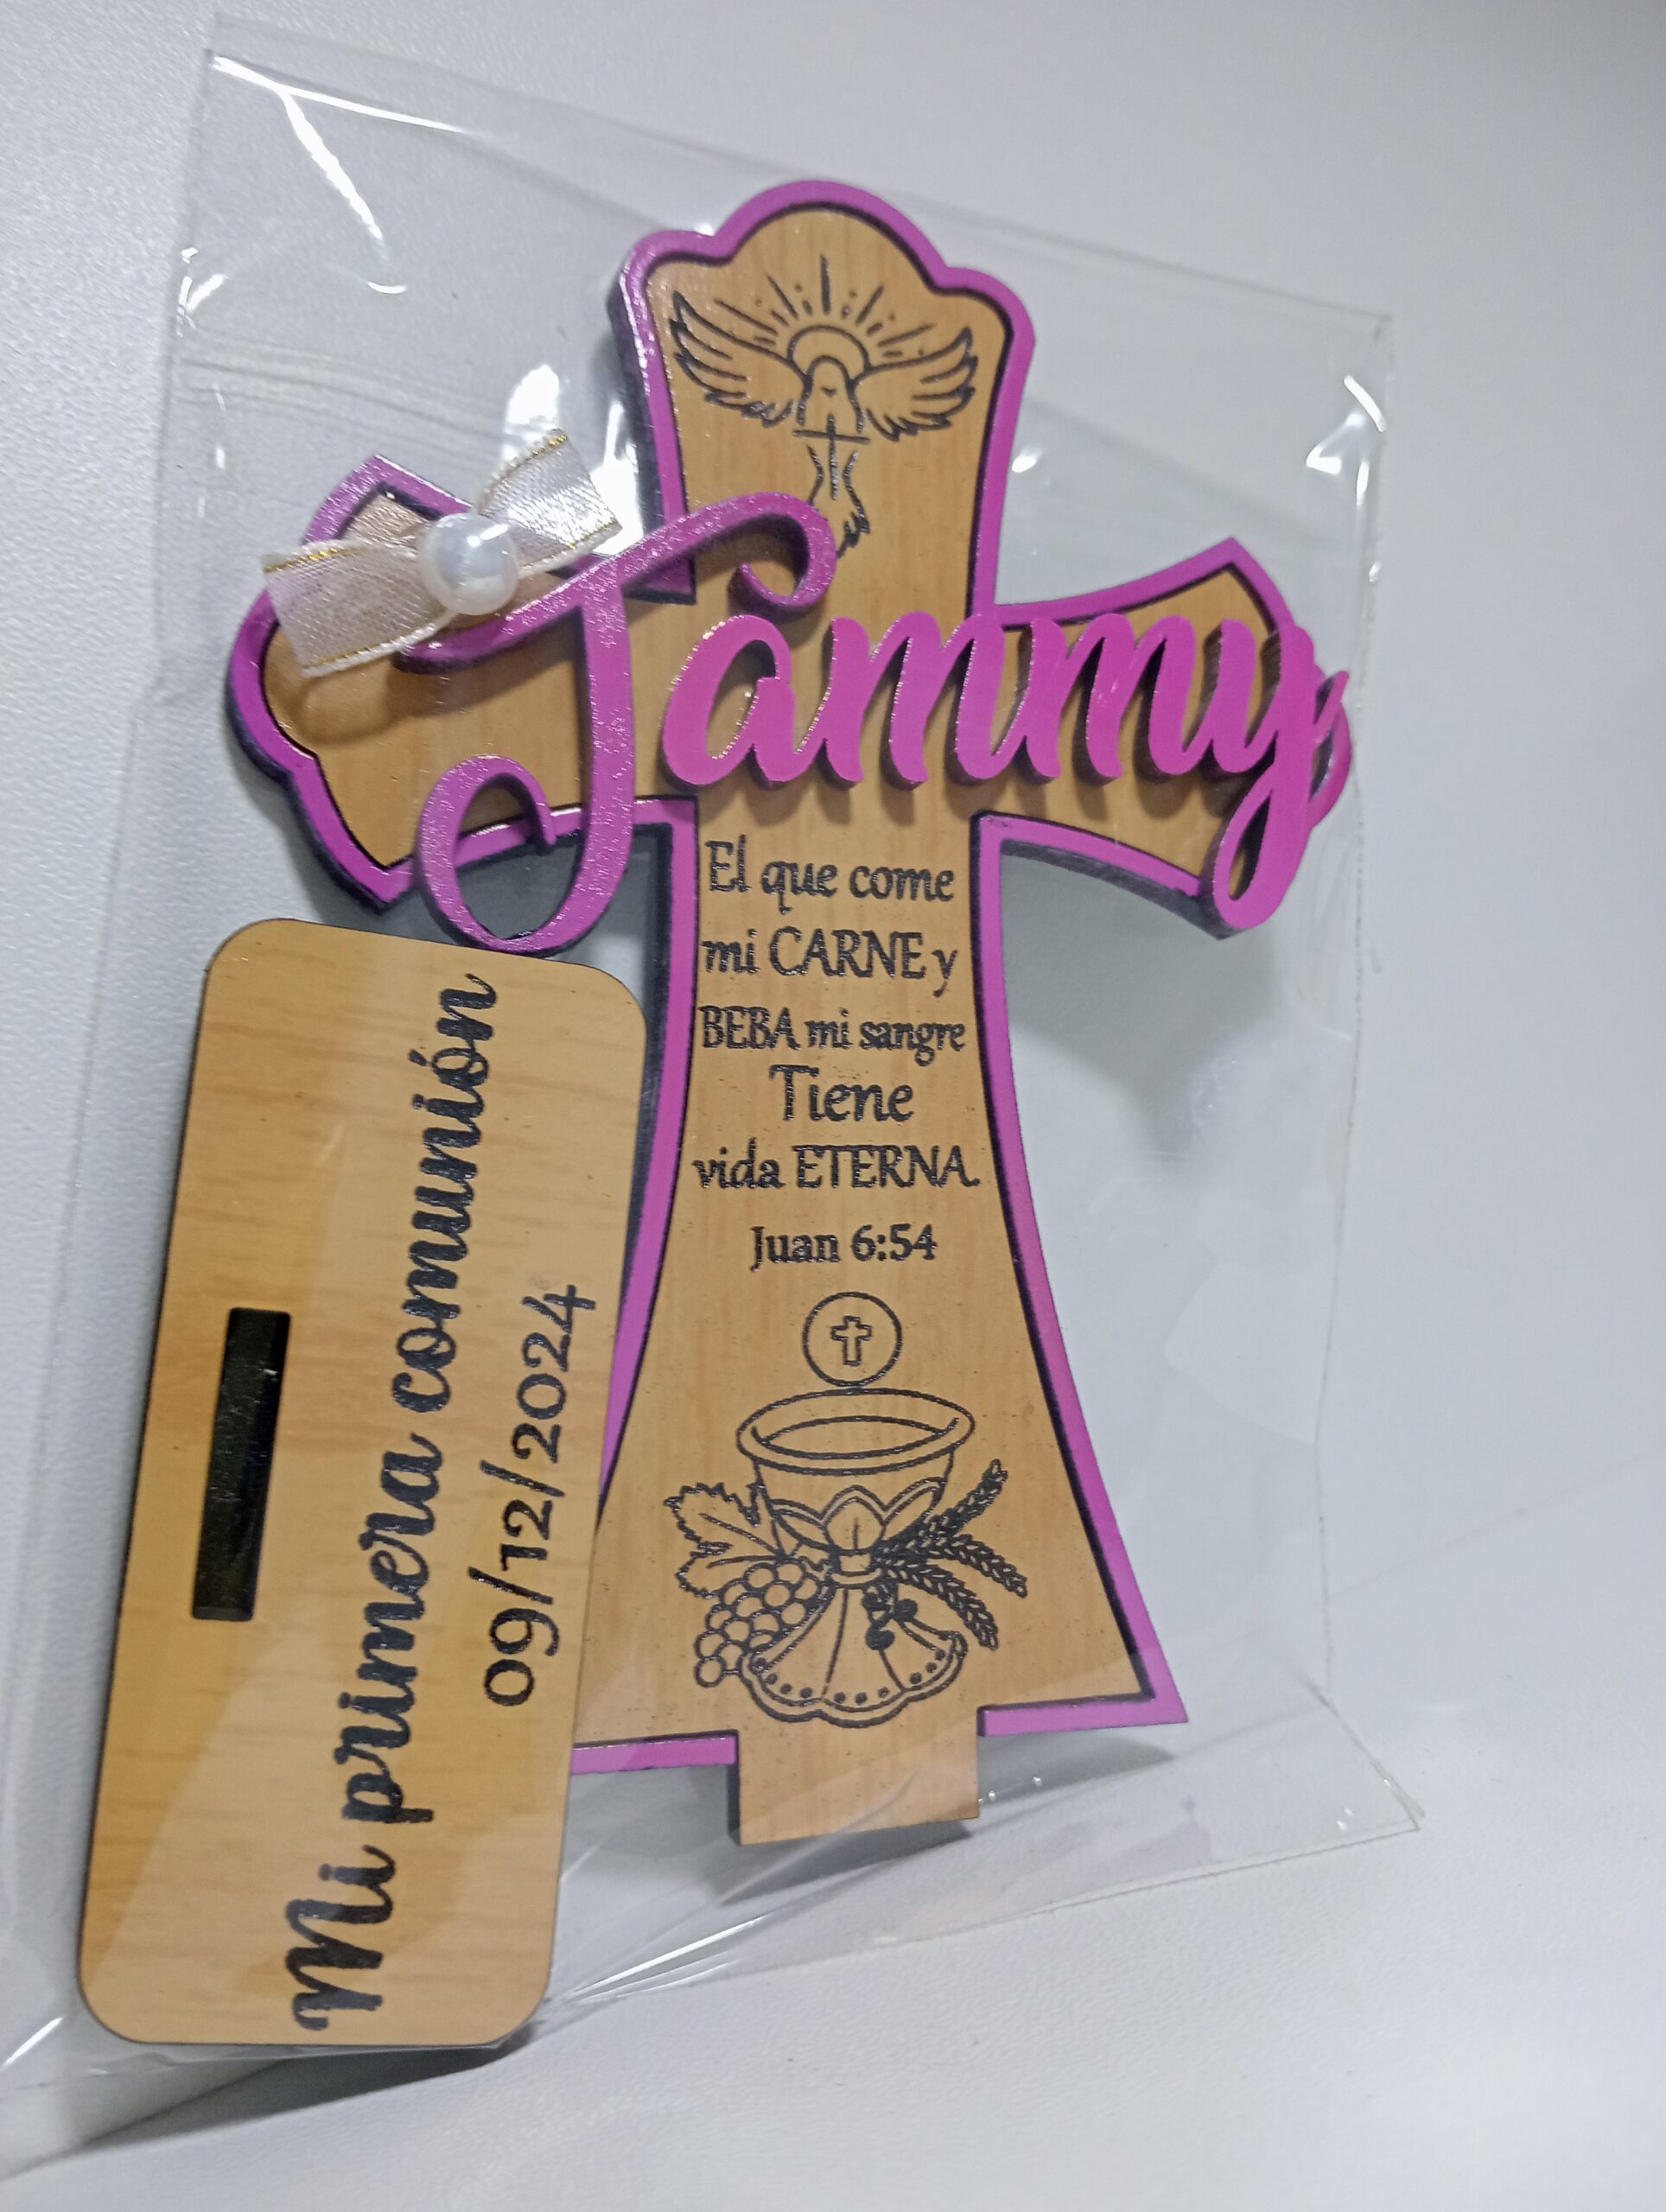 Tammy
El que come
mi CARNE y
BEBA mi sangre
Tiene
vida ETERNA.
Juan 6:54
Mi primera comunión
09/12/2024